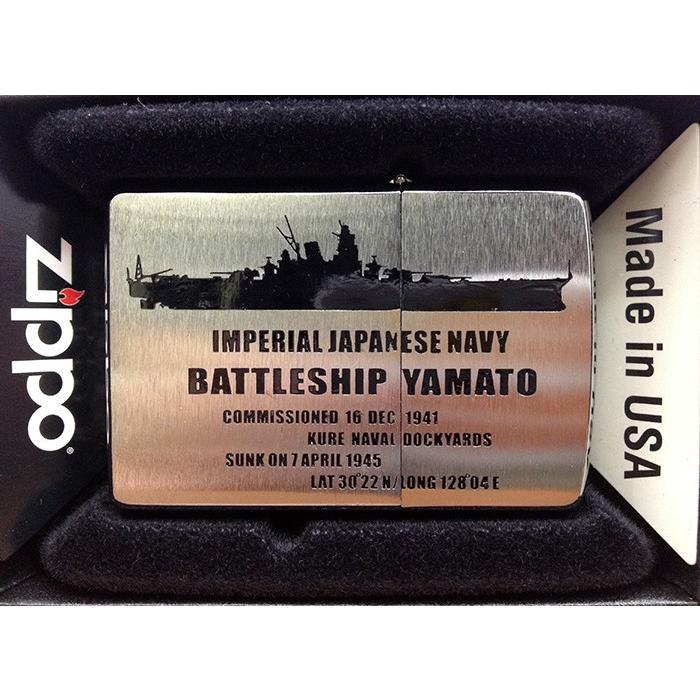 zippo
®
IMPERIAL JAPANESE NAVY
BATTLESHIP YAMATO
COMMISSIONED 16 DEC 1941
KURE NAVAL DOCKYARDS
SUNK ON 7 APRIL 1945
LAT 30°22 N/LONG 128°04 E
Made in USA